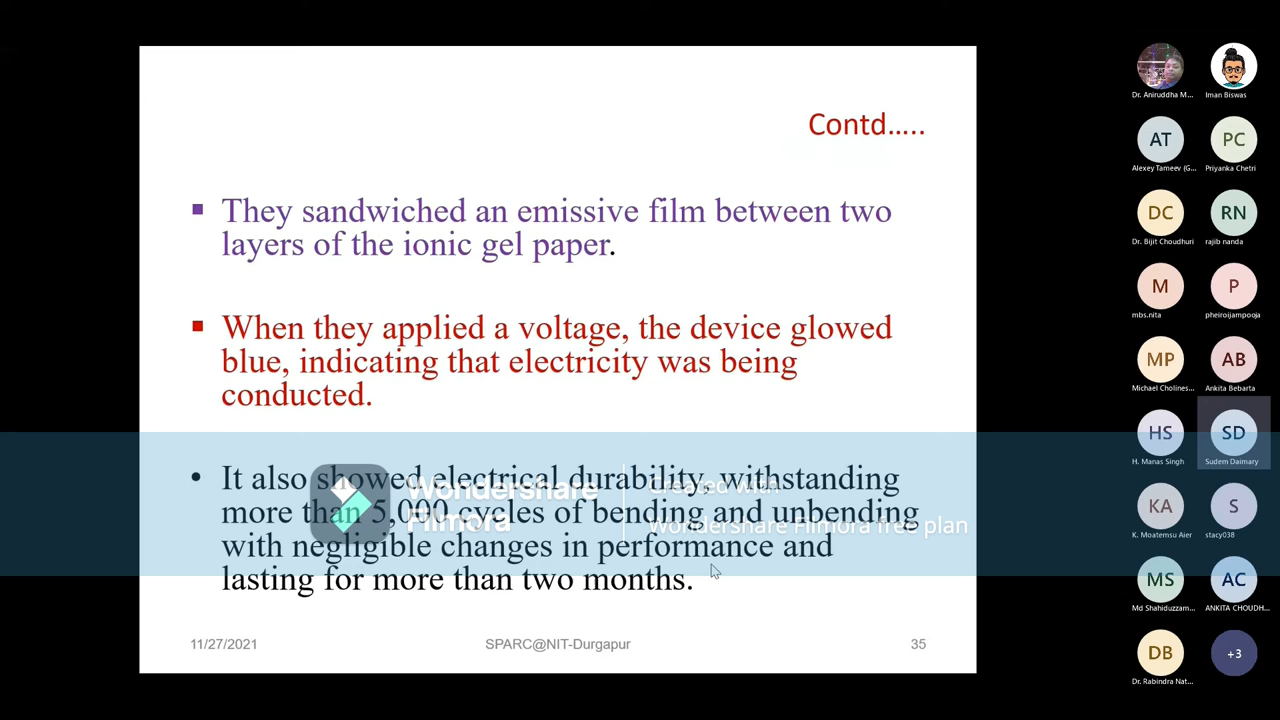 Contd…..
They sandwiched an emissive film between two
layers of the ionic gel paper.
When they applied a voltage, the device glowed
blue, indicating that electricity was being
conducted.
It also showed electrical durability, withstanding
more than 5,000 cycles of bending and unbending
with negligible changes in performance and
lasting for more than two months.
Wondershare
Filmora
Created with
Wondershare Filmora free plan
11/27/2021
SPARC@NIT-Durgapur
35
Dr. Aniruddha M...
Iman Biswas
AT
PC
Alexey Tameev (G...
Priyanka Chetri
DC
RN
Dr. Bijit Choudhuri
rajib nanda
M
P
mbs.nita
pheiroijampooja
MP
AB
Michael Cholines...
Ankita Bebarta
HS
SD
H. Manas Singh
Sudem Daimary
KA
S
K. Moatemsu Aier
stacy038
MS
AC
Md Shahiduzzam...
ANKITA CHOUDH...
DB
+3
Dr. Rabindra Nat...